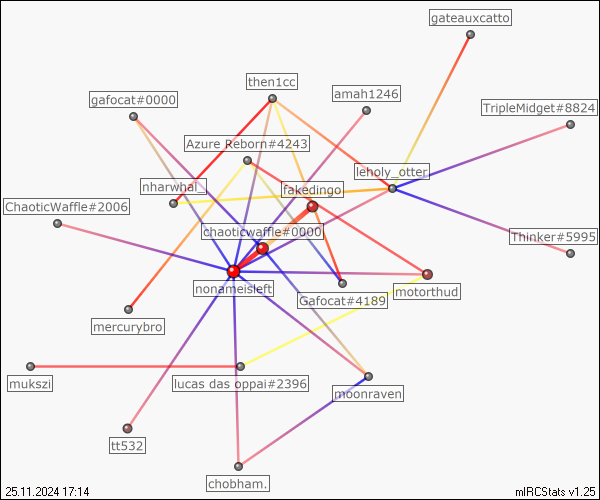 gateauxcatto
then1cc
amah1246
gafocat#0000
TripleMidget#8824
Azure Reborn#4243
leholy_otter
nharwhal_
fakedingo
ChaoticWaffle#2006
chaoticwaffle#0000
Thinker#5995
nonameisleft
motorthud
Gafocat#4189
mercurybro
mukszi
lucas das oppai#2396
moonraven
tt532
chobham.
25.11.2024 17:14
mIRCStats v1.25